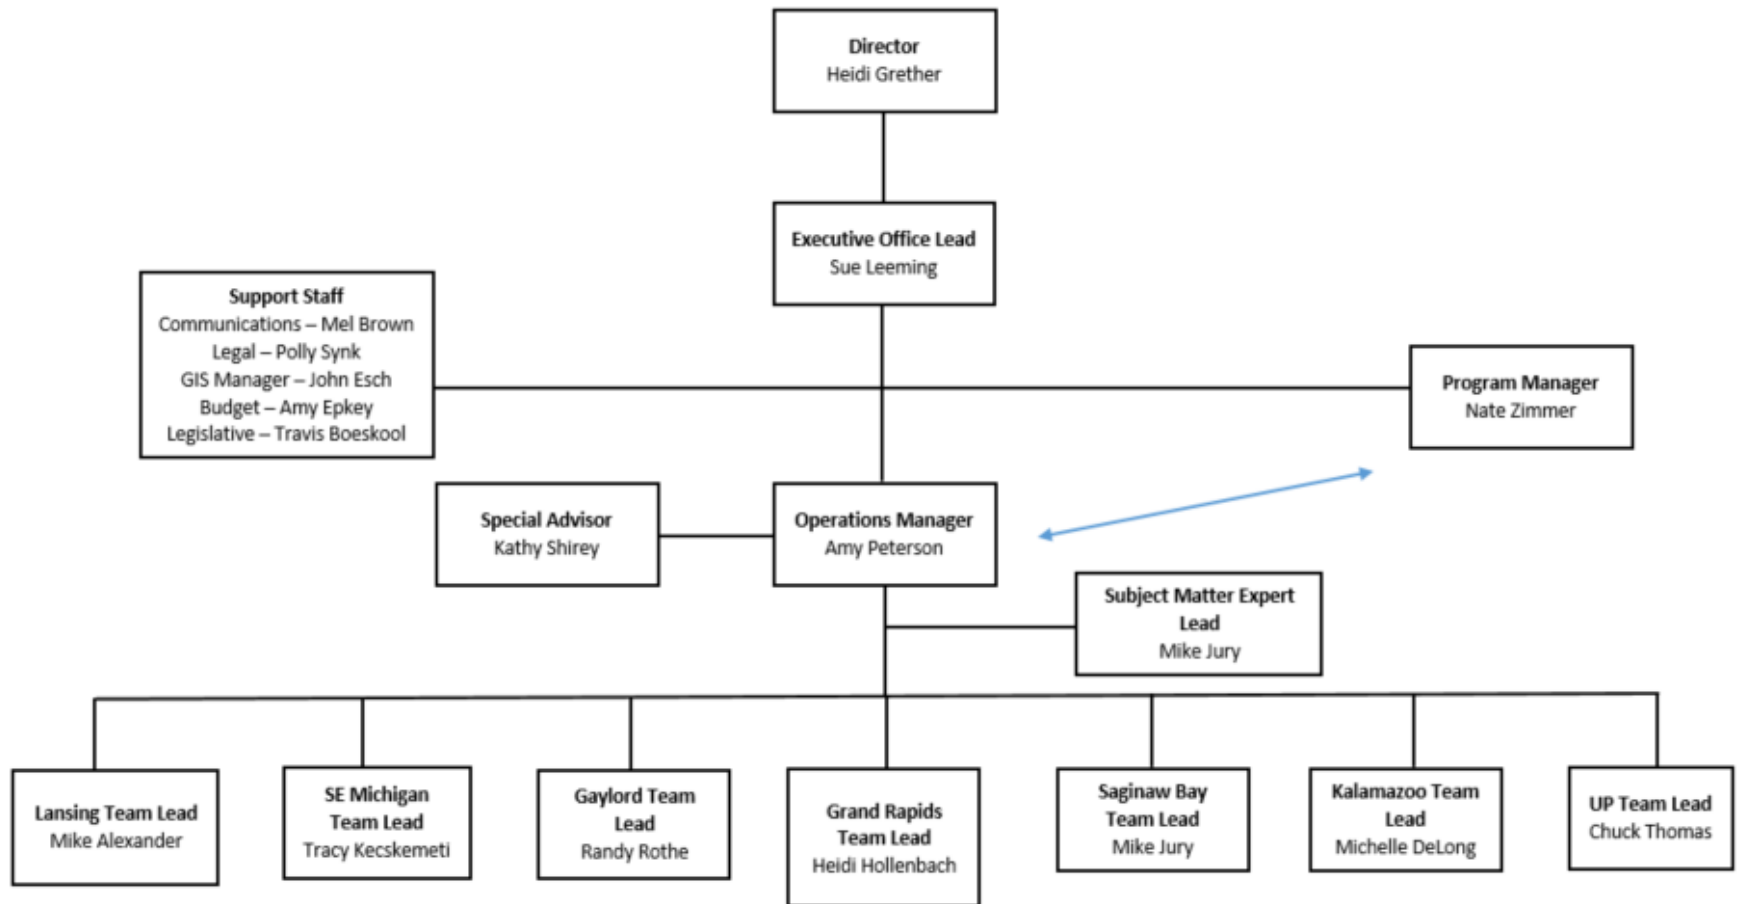 Director
Heidi Grether
Executive Office Lead
Sue Leeming
Support Staff
Communications – Mel Brown
Legal – Polly Synk
GIS Manager – John Esch
Budget – Amy Epkey
Legislative – Travis Boeskool
Program Manager
Nate Zimmer
Special Advisor
Kathy Shirey
Operations Manager
Amy Peterson
Subject Matter Expert
Lead
Mike Jury
Lansing Team Lead
Mike Alexander
SE Michigan
Team Lead
Tracy Kecskemeti
Gaylord Team
Lead
Randy Rothe
Grand Rapids
Team Lead
Heidi Hollenbach
Saginaw Bay
Team Lead
Mike Jury
Kalamazoo Team
Lead
Michelle DeLong
UP Team Lead
Chuck Thomas